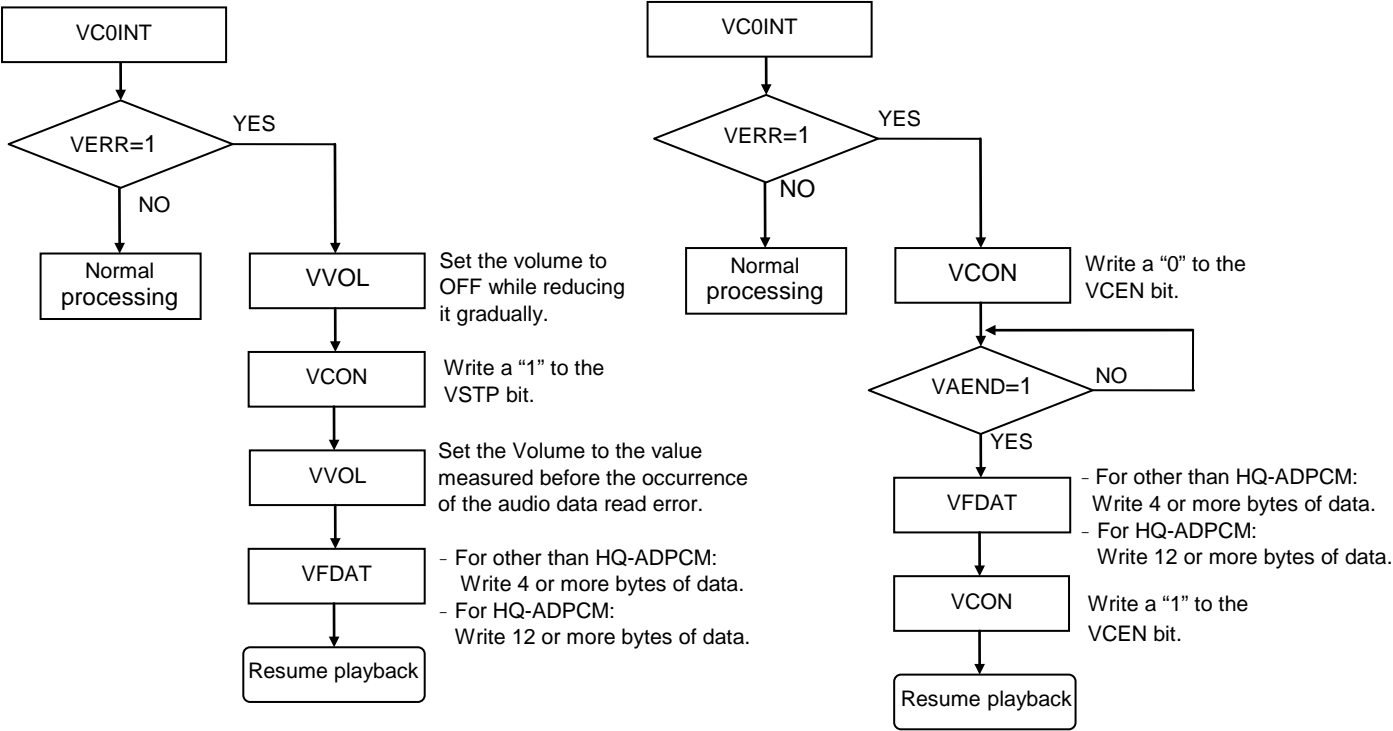 VC0INT
VERR=1
YES
NO
Normal
processing
VVOL
Set the volume to
OFF while reducing
it gradually.
VCON
Write a “1” to the
VSTP bit.
VVOL
Set the Volume to the value
measured before the occurrence
of the audio data read error.
VFDAT
- For other than HQ-ADPCM:
Write 4 or more bytes of data.
- For HQ-ADPCM:
Write 12 or more bytes of data.
Resume playback
VC0INT
VERR=1
YES
NO
Normal
processing
VCON
Write a “0” to the
VCEN bit.
VAEND=1
NO
YES
VFDAT
- For other than HQ-ADPCM:
Write 4 or more bytes of data.
- For HQ-ADPCM:
Write 12 or more bytes of data.
VCON
Write a “1” to the
VCEN bit.
Resume playback